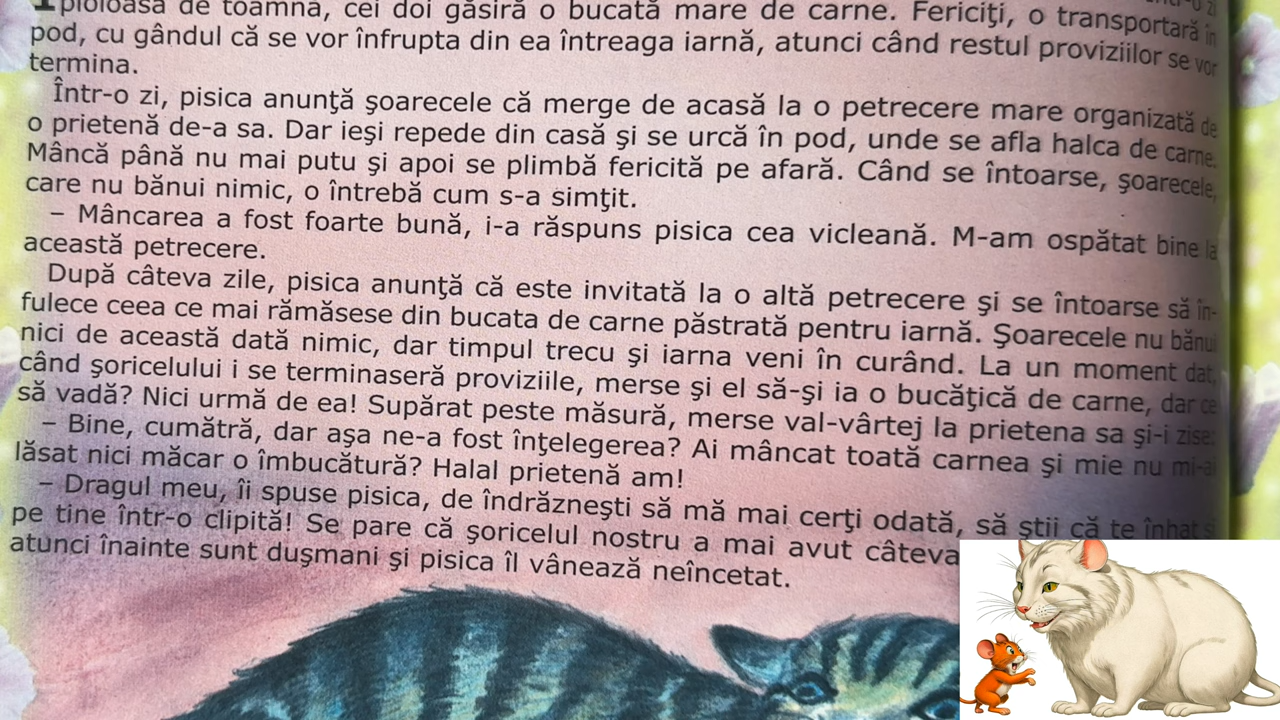 ploioasă de toamnă, cei doi găsiră o bucată mare de carne. Fericiţi, o transportară în
pod, cu gândul că se vor înfrupta din ea întreaga iarnă, atunci când restul proviziilor se vor
termina.
Într-o zi, pisica anunţă şoarecele că merge de acasă la o petrecere mare organizată de
o prietenă de-a sa. Dar ieşi repede din casă şi se urcă în pod, unde se afla halca de carne.
Mâncă până nu mai putu şi apoi se plimbă fericită pe afară. Când se întoarse, şoarecele,
care nu bănui nimic, o întrebă cum s-a simţit.
– Mâncarea a fost foarte bună, i-a răspuns pisica cea vicleană. M-am ospătat bine la
această petrecere.
După câteva zile, pisica anunţă că este invitată la o altă petrecere şi se întoarse să în-
fulece ceea ce mai rămăsese din bucata de carne păstrată pentru iarnă. Şoarecele nu bănui
nici de această dată nimic, dar timpul trecu şi iarna veni în curând. La un moment dat,
când şoricelului i se terminaseră proviziile, merse şi el să-şi ia o bucăţică de carne, dar ce
să vadă? Nici urmă de ea! Supărat peste măsură, merse val-vârtej la prietena sa şi-i zise:
– Bine, cumătră, dar aşa ne-a fost înţelegerea? Ai mâncat toată carnea şi mie nu mi-ai
lăsat nici măcar o îmbucătură? Halal prietenă am!
– Dragul meu, îi spuse pisica, de îndrăzneşti să mă mai cerţi odată, să ştii că te înhaţ şi
pe tine într-o clipită! Se pare că şoricelul nostru a mai avut câteva
atunci înainte sunt duşmani şi pisica îl vânează neîncetat.